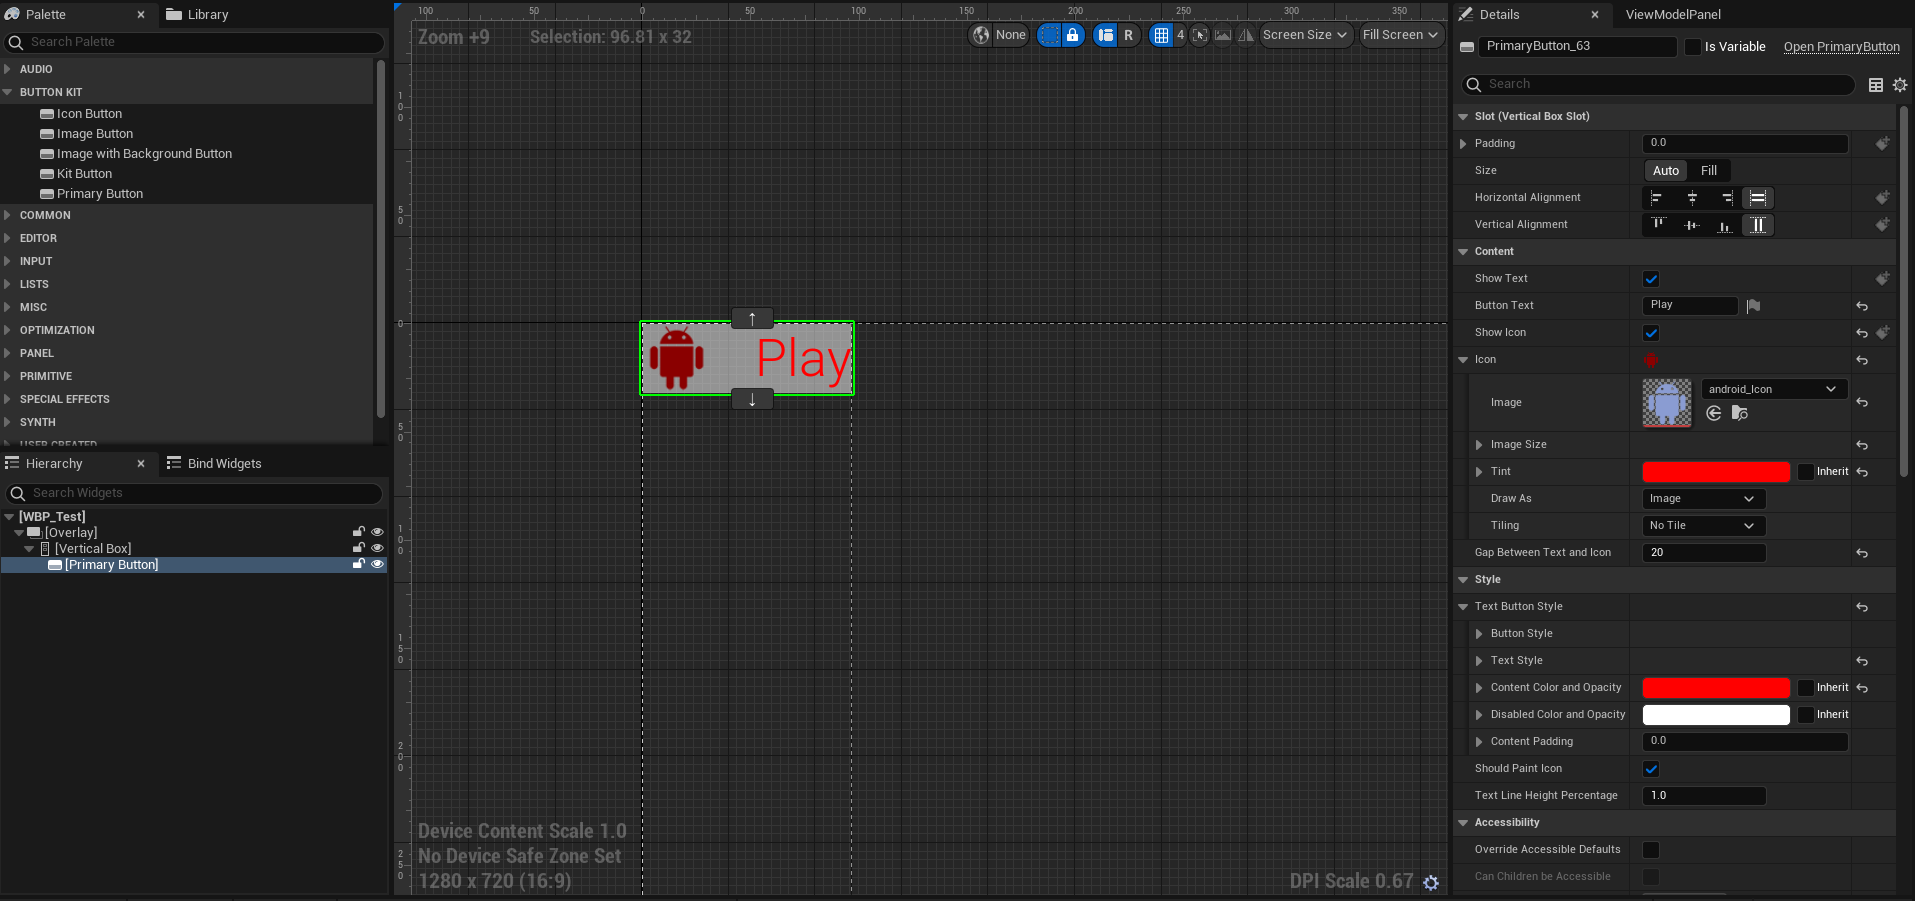 Palette
Library
Search Palette
AUDIO
BUTTON KIT
Icon Button
Image Button
Image with Background Button
Kit Button
Primary Button
COMMON
EDITOR
INPUT
LISTS
MISC
OPTIMIZATION
PANEL
PRIMITIVE
SPECIAL EFFECTS
SYNTH
USER CREATED
Hierarchy
Bind Widgets
Search Widgets
[WBP_Test]
[Overlay]
[Vertical Box]
[Primary Button]
100 50 0 50 100 150 200 250 300 350
Zoom +9
Selection: 96.81 x 32
None
R
4
Screen Size
Fill Screen
100
50
0
50
100
150
200
250
Play
Device Content Scale 1.0
No Device Safe Zone Set
1280 x 720 (16:9)
DPI Scale 0.67
Details
ViewModelPanel
PrimaryButton_63
Is Variable
Open PrimaryButton
Search
Slot (Vertical Box Slot)
Padding 0.0
Size Auto Fill
Horizontal Alignment
Vertical Alignment
Content
Show Text
Button Text Play
Show Icon
Icon
Image android_Icon
Image Size
Tint Inherit
Draw As Image
Tiling No Tile
Gap Between Text and Icon 20
Style
Text Button Style
Button Style
Text Style
Content Color and Opacity Inherit
Disabled Color and Opacity Inherit
Content Padding 0.0
Should Paint Icon
Text Line Height Percentage 1.0
Accessibility
Override Accessible Defaults
Can Children be Accessible